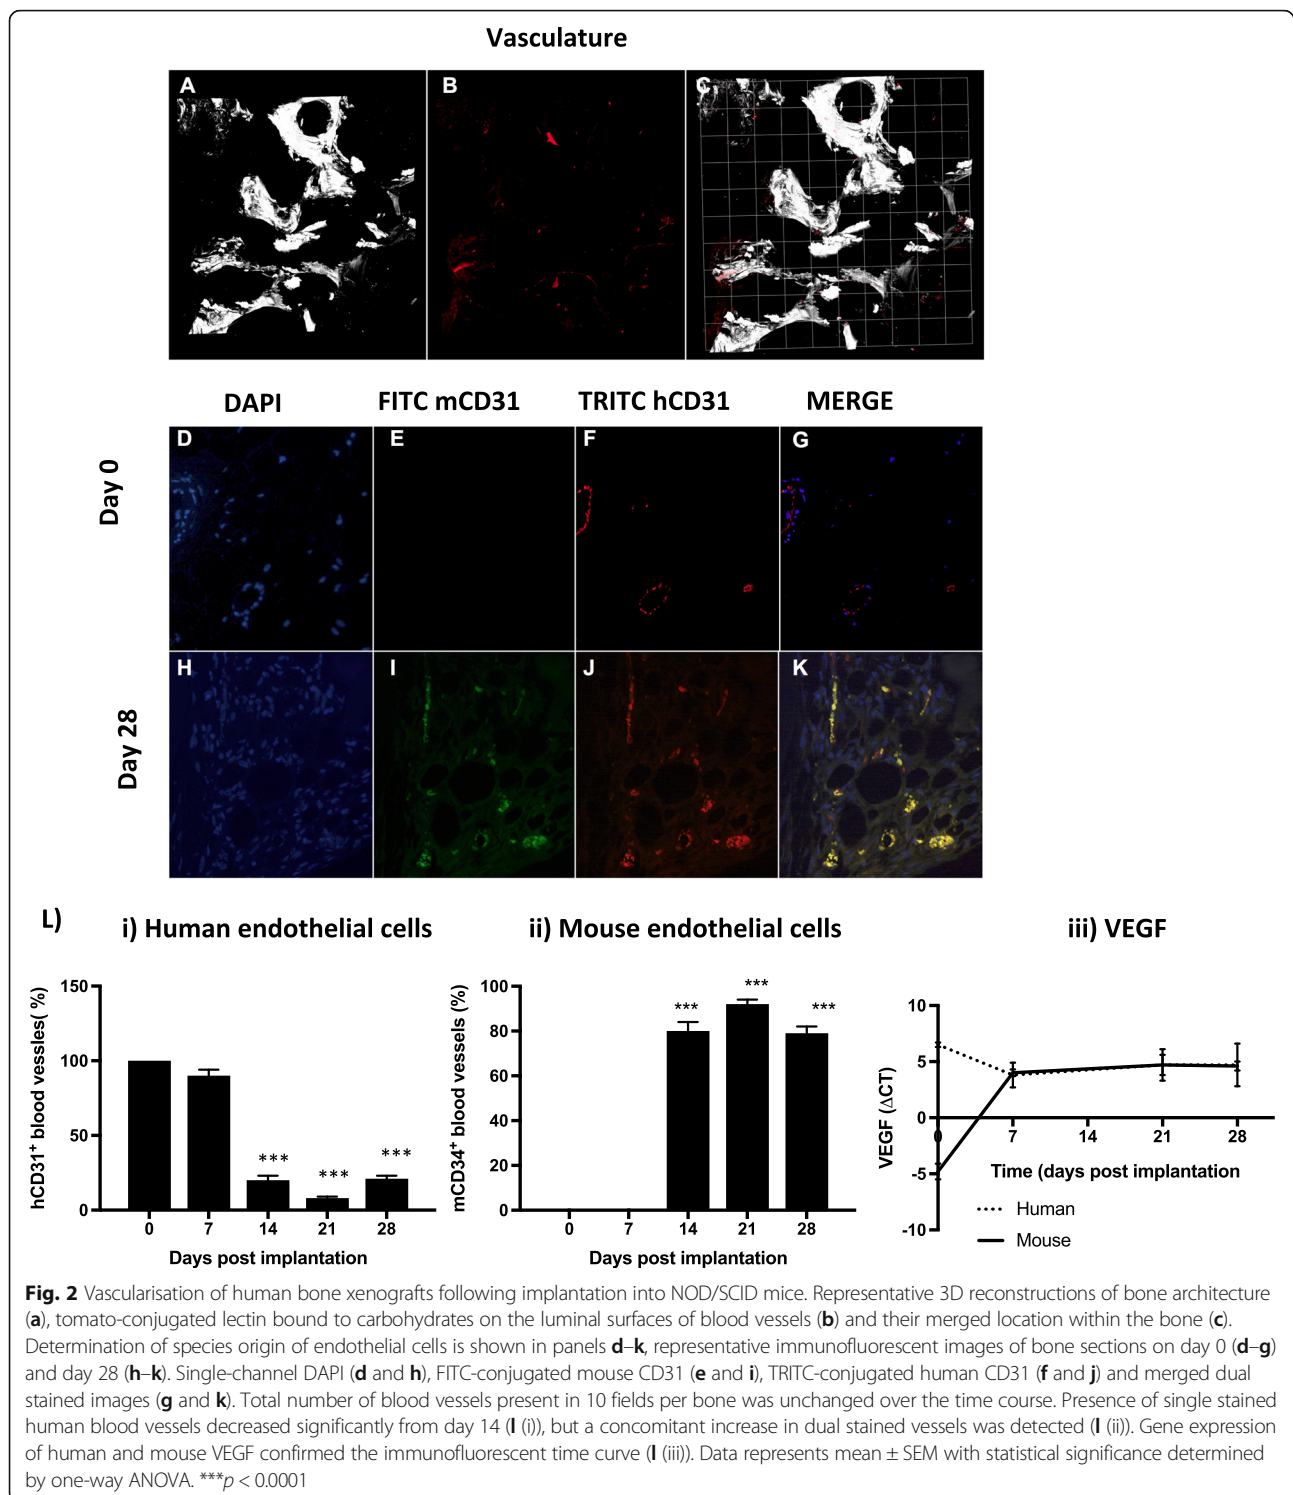 Vasculature
A B C
DAPI FITC mCD31 TRITC hCD31 MERGE
Day 0
D E F G
Day 28
H I J K
L)
i) Human endothelial cells
hCD31+ blood vessles( %)
150
100
50
0
*** *** ***
0 7 14 21 28
Days post implantation
ii) Mouse endothelial cells
mCD34+ blood vessels (%)
100
80
60
40
20
0
*** *** ***
0 7 14 21 28
Days post implantation
iii) VEGF
VEGF (ΔCT)
10
5
0
-5
-10
0 7 14 21 28
Time (days post implantation
Human
Mouse
Fig. 2 Vascularisation of human bone xenografts following implantation into NOD/SCID mice. Representative 3D reconstructions of bone architecture
(a), tomato-conjugated lectin bound to carbohydrates on the luminal surfaces of blood vessels (b) and their merged location within the bone (c).
Determination of species origin of endothelial cells is shown in panels d–k, representative immunofluorescent images of bone sections on day 0 (d–g)
and day 28 (h–k). Single-channel DAPI (d and h), FITC-conjugated mouse CD31 (e and i), TRITC-conjugated human CD31 (f and j) and merged dual
stained images (g and k). Total number of blood vessels present in 10 fields per bone was unchanged over the time course. Presence of single stained
human blood vessels decreased significantly from day 14 (l (i)), but a concomitant increase in dual stained vessels was detected (l (ii)). Gene expression
of human and mouse VEGF confirmed the immunofluorescent time curve (l (iii)). Data represents mean ± SEM with statistical significance determined
by one-way ANOVA. ***p < 0.0001